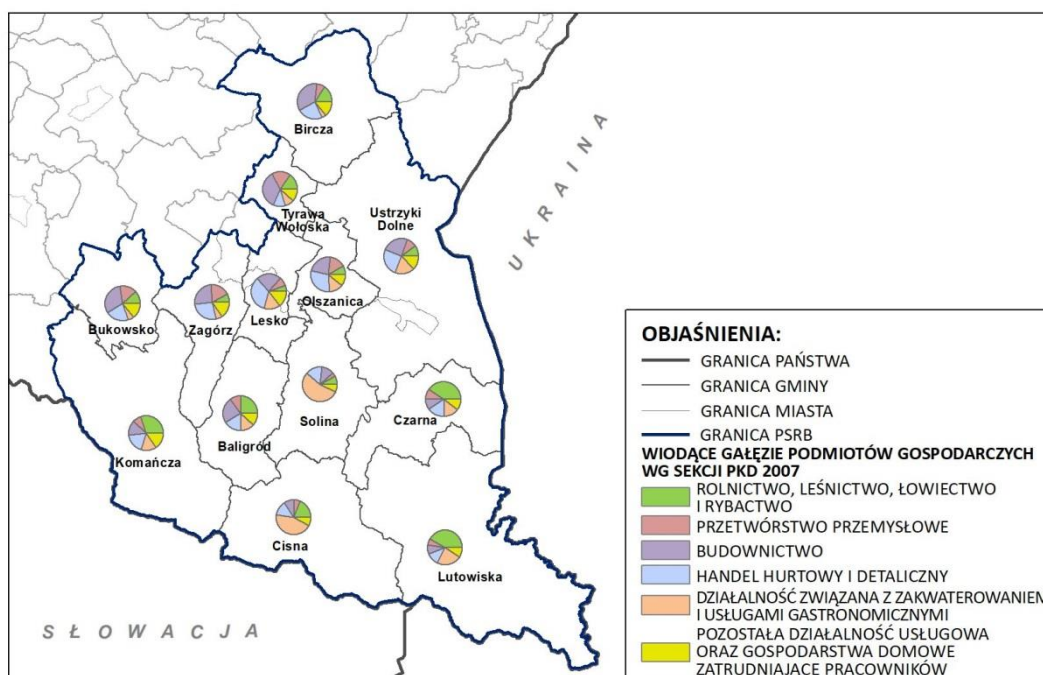 Bircza
Tyrawa
Wołoska
Ustrzyki
Dolne
UKRAINA
Bukowsko
Zagórz
Lesko
Olszanica
Solina
Czarna
Baligród
Komańcza
Cisna
Lutowiska
SŁOWACJA
OBJAŚNIENIA:
GRANICA PAŃSTWA
GRANICA GMINY
GRANICA MIASTA
GRANICA PSRB
WIODĄCE GAŁĘZIE PODMIOTÓW GOSPODARCZYCH
WG SEKCJI PKD 2007
ROLNICTWO, LEŚNICTWO, ŁOWIECTWO
I RYBACTWO
PRZETWÓRSTWO PRZEMYSŁOWE
BUDOWNICTWO
HANDEL HURTOWY I DETALICZNY
DZIAŁALNOŚĆ ZWIĄZANA Z ZAKWATEROWANIEM
I USŁUGAMI GASTRONOMICZNYMI
POZOSTAŁA DZIAŁALNOŚĆ USŁUGOWA
ORAZ GOSPODARSTWA DOMOWE
ZATRUDNIAJĄCE PRACOWNIKÓW